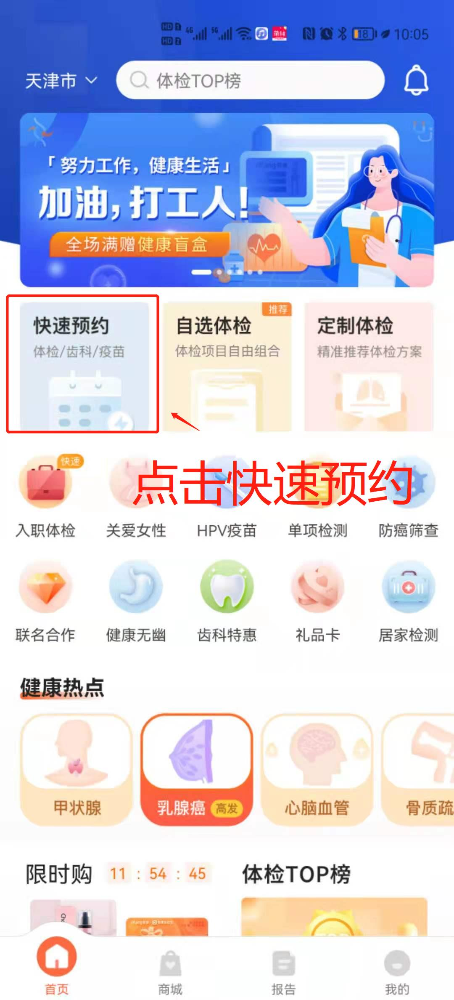 HD 1 4G 5G 18 10:05
HD 2
天津市 体检TOP榜
「 努力工作，健康生活」
加油，打工人!
全场满赠健康盲盒
快速预约
体检/齿科/疫苗
自选体检 推荐
体检项目自由组合
定制体检
精准推荐体检方案
快速
点击快速预约
入职体检 关爱女性 HPV疫苗 单项检测 防癌筛查
联名合作 健康无幽 齿科特惠 礼品卡 居家检测
健康热点
甲状腺 乳腺癌 高发 心脑血管 骨质疏
限时购 11 : 54 : 45 体检TOP榜
首页 商城 报告 我的